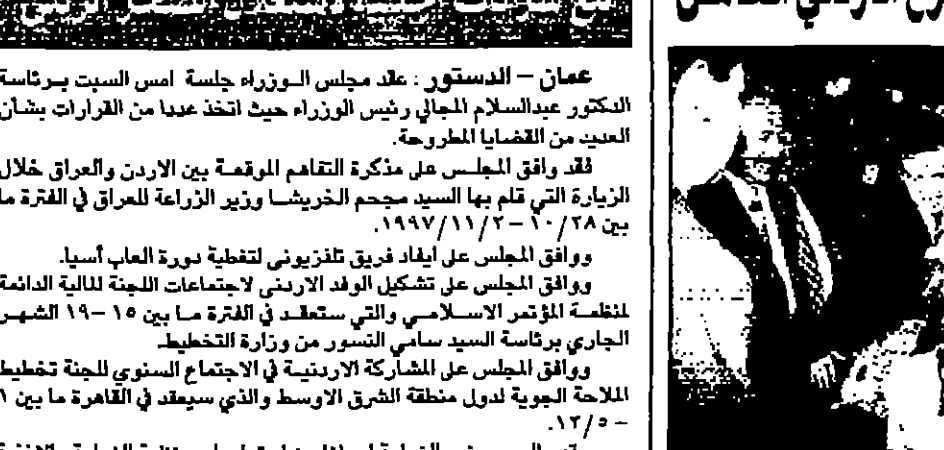 عمان – الدستور : عقد مجلس الوزراء جلسة امس السبت برئاسة
الدكتور عبدالسلام المجالي رئيس الوزراء حيث اتخذ عددا من القرارات بشأن
العديد من القضايا المطروحة.
فقد وافق المجلس على مذكرة التفاهم الموقعة بين الاردن والعراق خلال
الزيارة التي قام بها السيد مجحم الخريشا وزير الزراعة للعراق في الفترة ما
بين ١٠/٢٨ – ١٩٩٧/١١/٢.
ووافق المجلس على ايفاد فريق تلفزيوني لتغطية دورة العاب أسيا.
ووافق المجلس على تشكيل الوفد الاردني لاجتماعات اللجنة المالية الدائمة
لمنظمة المؤتمر الاسلامي والتي ستعقد في الفترة ما بين ١٥ – ١٩ الشهر
الجاري برئاسة السيد سامي النسور من وزارة التخطيط.
ووافق المجلس على المشاركة الاردنية في الاجتماع السنوي للجنة تخطيط
الملاحة الجوية لدول منطقة الشرق الاوسط والذي سيعقد في القاهرة ما بين ١
– ١٢/٥.